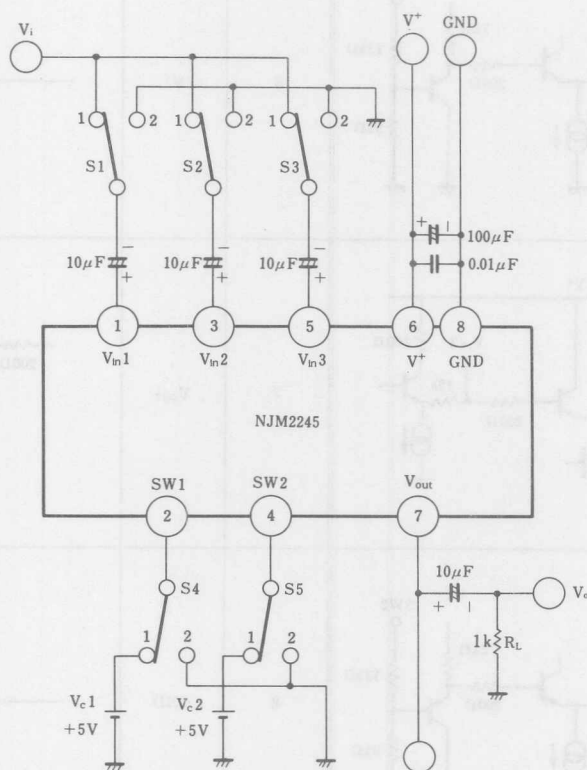 Vi
V+ GND
1 2 1 2 1 2
S1 S2 S3
10μF − + 10μF − + 10μF − +
+ − 100μF
0.01μF
1 3 5 6 8
VIn1 VIn2 VIn3 V+ GND
NJM2245
SW1 SW2 Vout
2 4 7
S4 S5
10μF
+ −
1 2 1 2
1k RL
Vc1 Vc2
+5V +5V